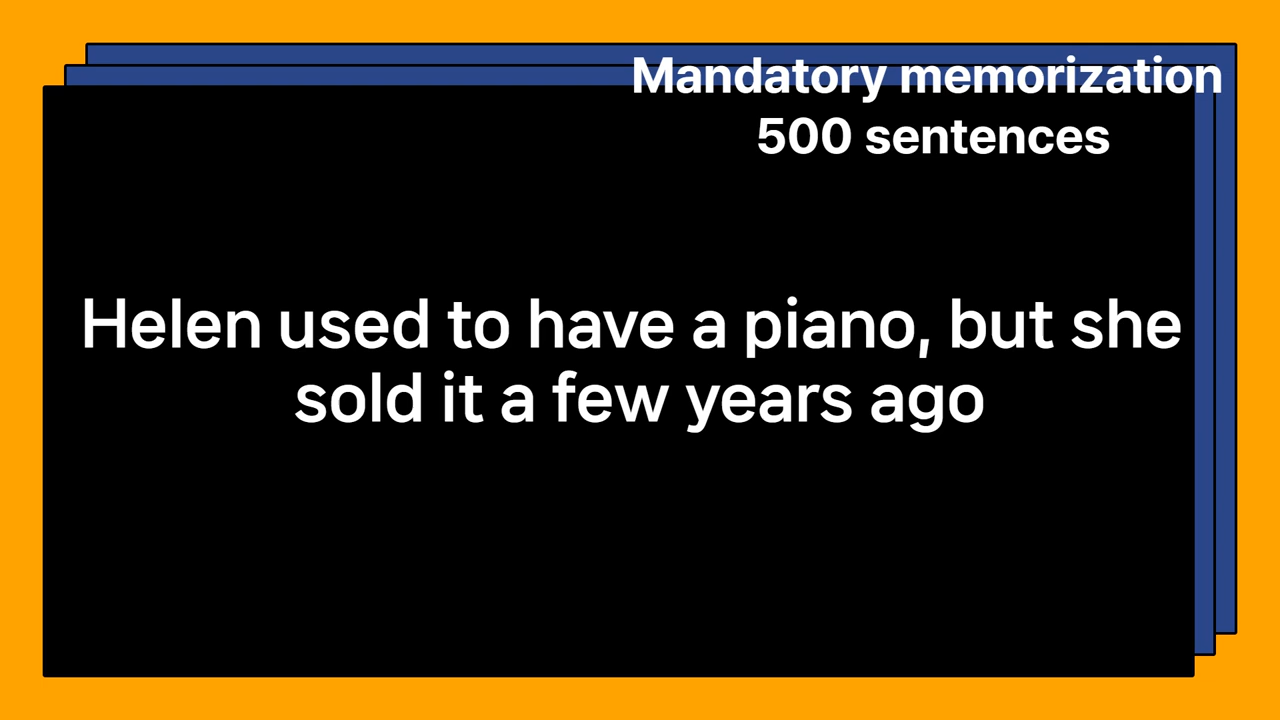 Mandatory memorization
500 sentences
Helen used to have a piano, but she
sold it a few years ago